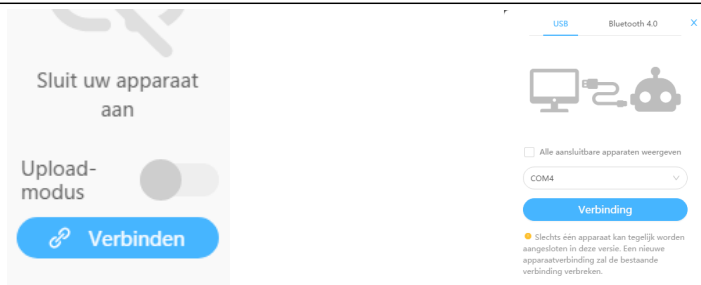 Sluit uw apparaat
aan
Upload-
modus
Verbinden
USB Bluetooth 4.0 X
Alle aansluitbare apparaten weergeven
COM4
Verbinding
Slechts één apparaat kan tegelijk worden
aangesloten in deze versie. Een nieuwe
apparaatverbinding zal de bestaande
verbinding verbreken.